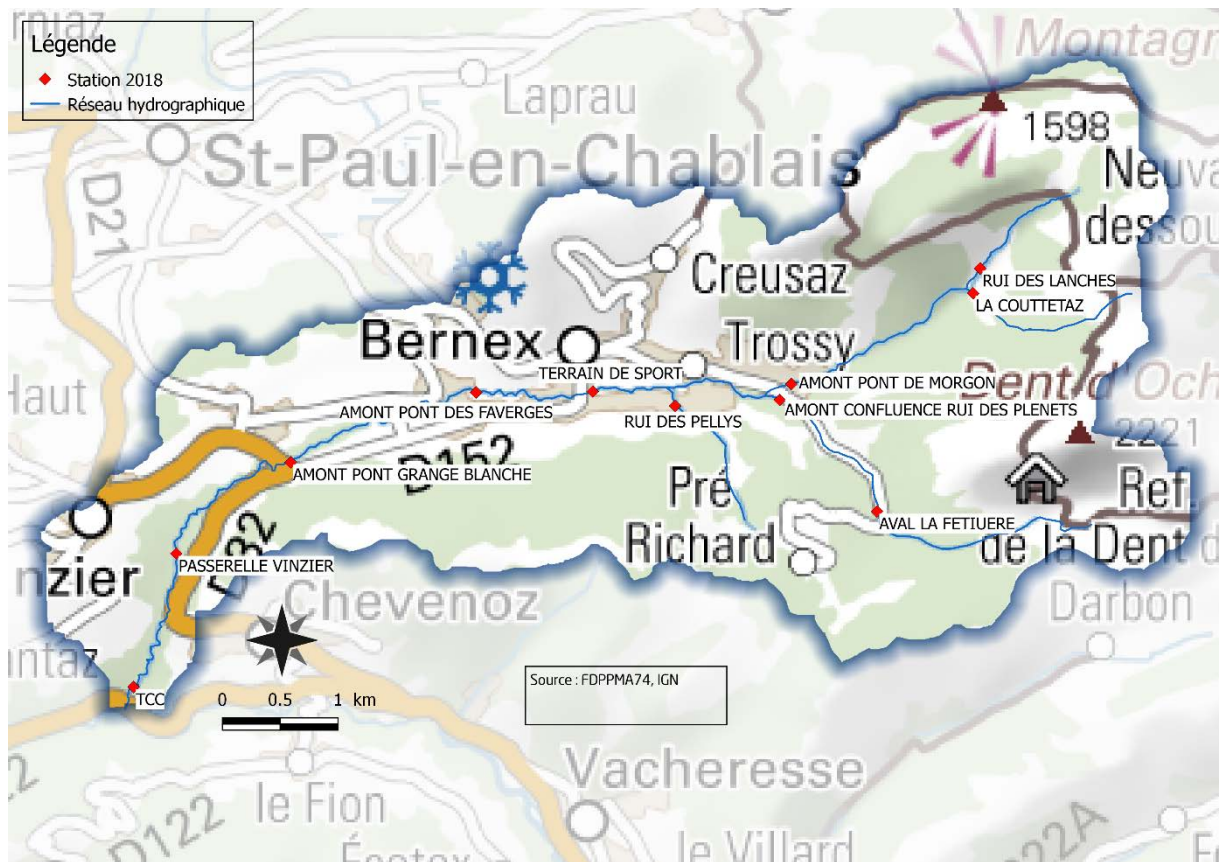 Légende
Station 2018
Réseau hydrographique
Laprau
Montagn
1598
St-Paul-en-Chablais
D21
Neuva
dessou
Creusaz
RUI DES LANCHES
LA COUTTETAZ
Bernex
Trossy
TERRAIN DE SPORT
AMONT PONT DE MORGON
Dent d'Och
Haut
AMONT PONT DES FAVERGES
RUI DES PELLYS
AMONT CONFLUENCE RUI DES PLENETS
2221
D152
AMONT PONT GRANGE BLANCHE
Pré
Richard
Ref.
de la Dent d
AVAL LA FETIUERE
nzier
D32
PASSERELLE VINZIER
Chevenoz
Darbon
antaz
TCC
0 0.5 1 km
Source : FDPPMA74, IGN
Vacheresse
le Fion
D122
le Villard
22A